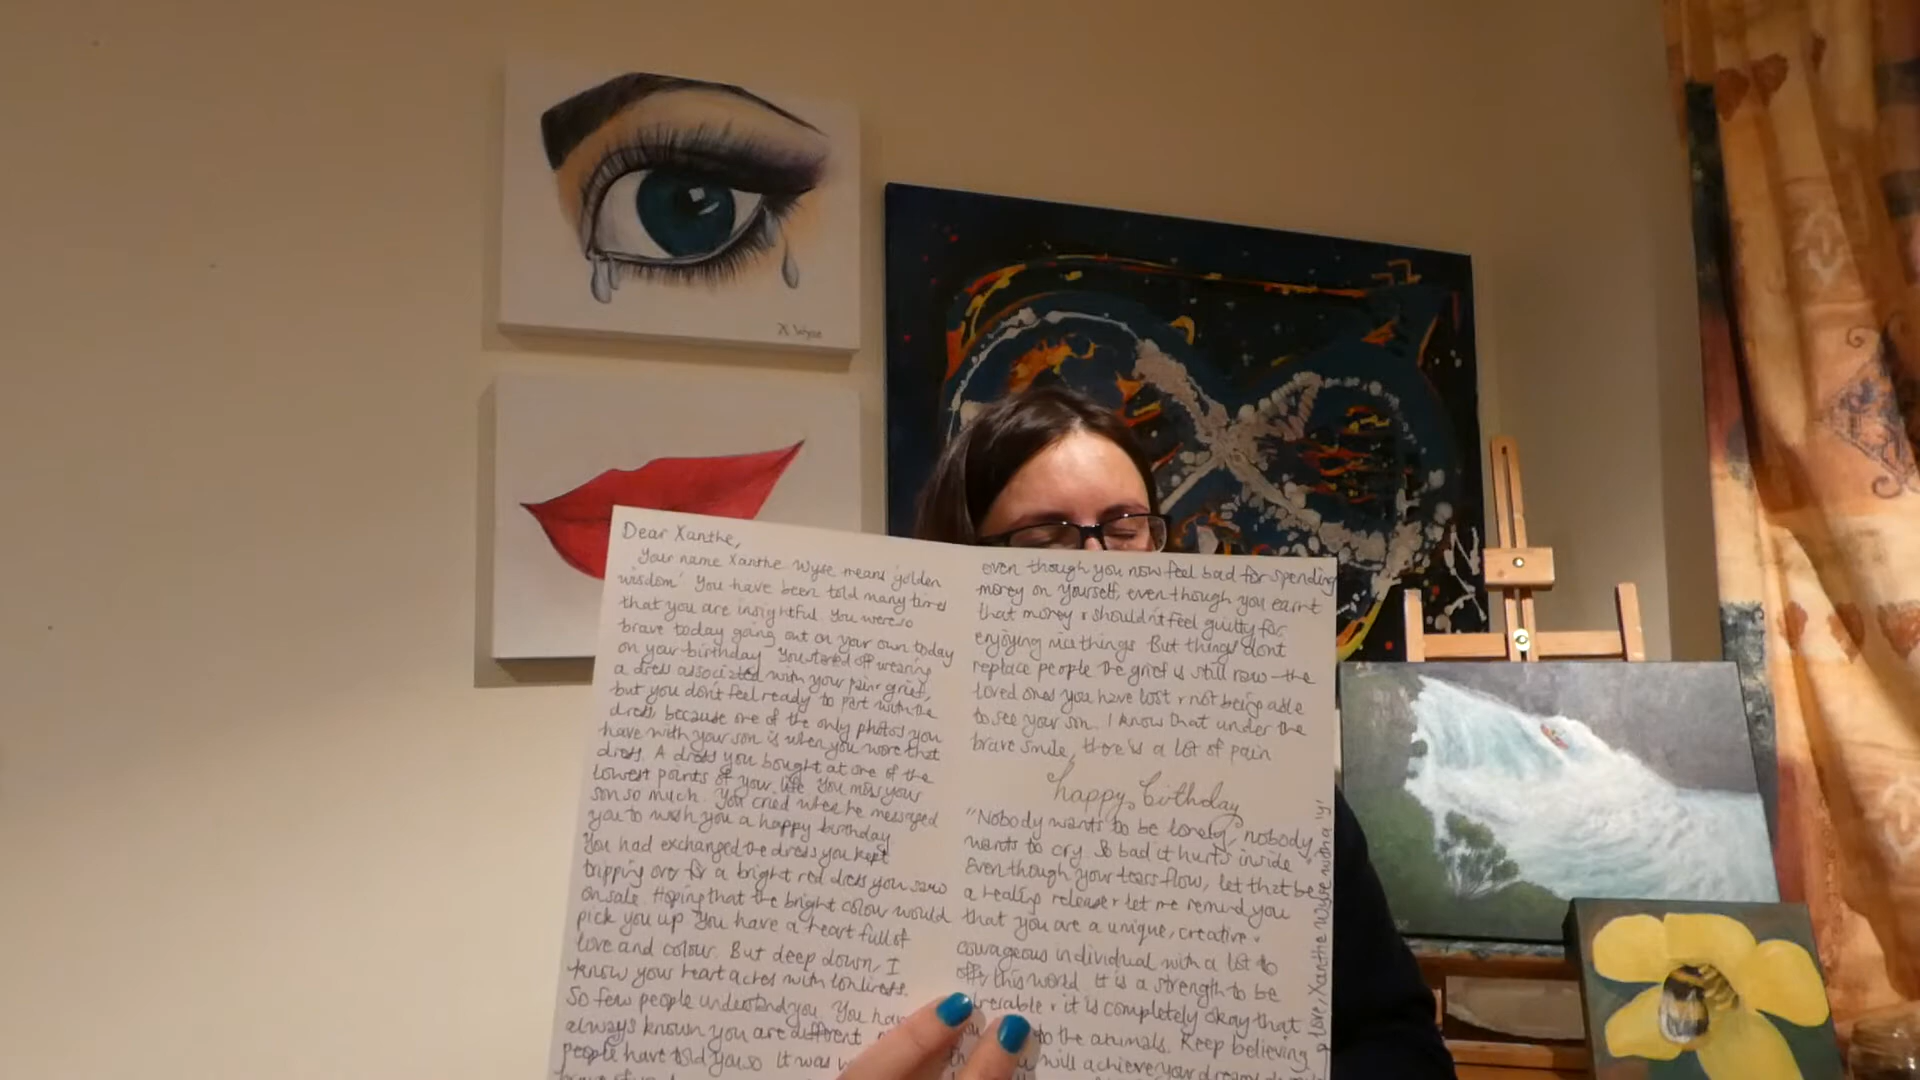 X Wyse
Dear Xanthe,
Your name Xanthe Wyse means 'golden
wisdom' You have been told many times
that you are insightful. You were so
brave today going out on your own today
on your birthday. You started off wearing
a dress associated with your pain & grief,
but you don't feel ready to part with the
dress because one of the only photos you
have with your son is when you wore that
dress. A dress you bought at one of the
lowest points of your life. You miss your
son so much. You cried when he messaged
you to wish you a happy birthday
You had exchanged the dress you kept
tripping over for a bright red dress you saw
on sale. Hoping that the bright colour would
pick you up. You have a heart full of
love and colour. But deep down, I
know your heart aches with lonliness.
So few people understand you. You have
always known you are different
people have told you so It was
even though you now feel bad for spending
money on yourself, even though you earnt
that money & shouldn't feel guilty for
enjoying nice things But things don't
replace people the grief is still raw – the
loved ones you have lost & not being able
to see your son. I know that under the
brave smile, there is a lot of pain
happy birthday
"Nobody wants to be lonely, nobody
wants to cry. So bad it hurts inside"
Even though your tears flow, let that be
a release & let me remind you
that you are a unique, creative &
courageous individual with a lot to
this world It is a strength to be
& it is completely okay that
to the animals. Keep believing
will achieve your dreams
love, Xanthe Wyse